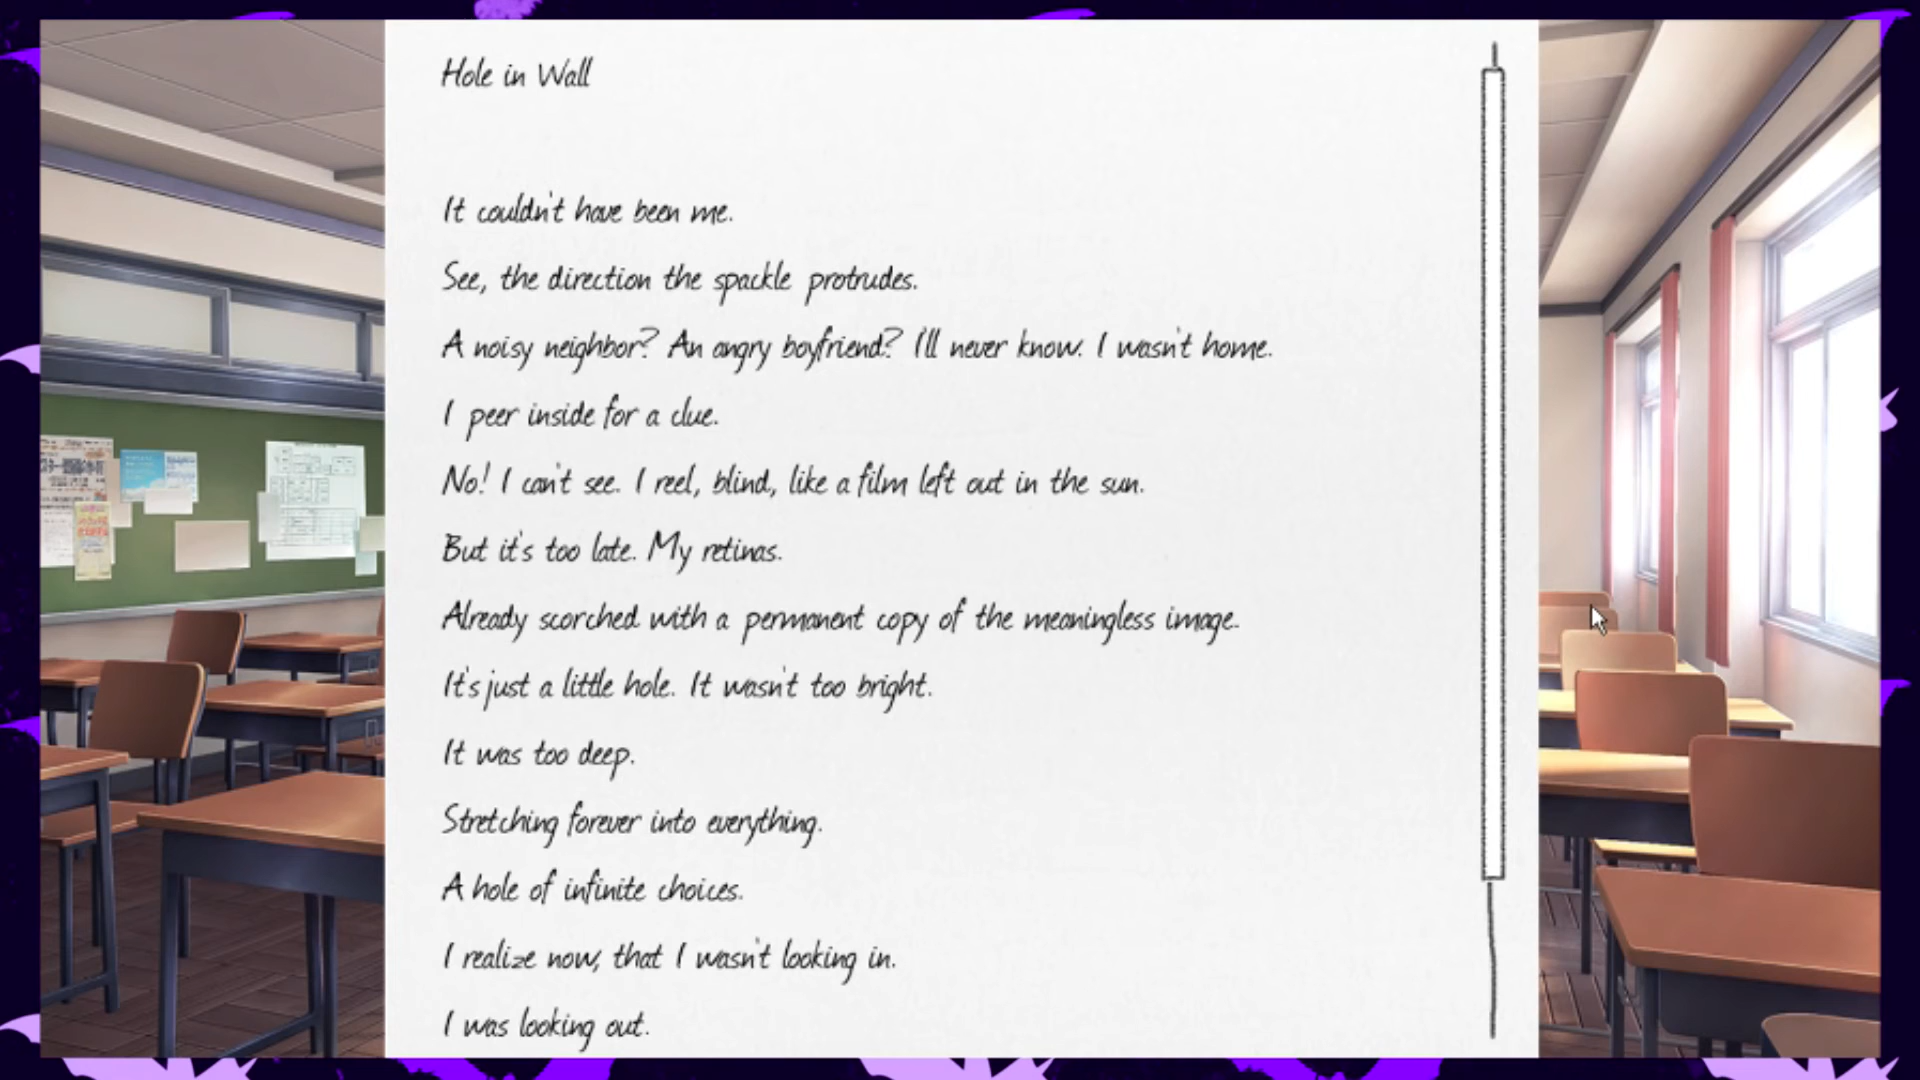 Hole in Wall
It couldn't have been me.
See, the direction the spackle protrudes.
A noisy neighbor? An angry boyfriend? I'll never know. I wasn't home.
I peer inside for a clue.
No! I can't see. I reel, blind, like a film left out in the sun.
But it's too late. My retinas.
Already scorched with a permanent copy of the meaningless image.
It's just a little hole. It wasn't too bright.
It was too deep.
Stretching forever into everything.
A hole of infinite choices.
I realize now, that I wasn't looking in.
I was looking out.